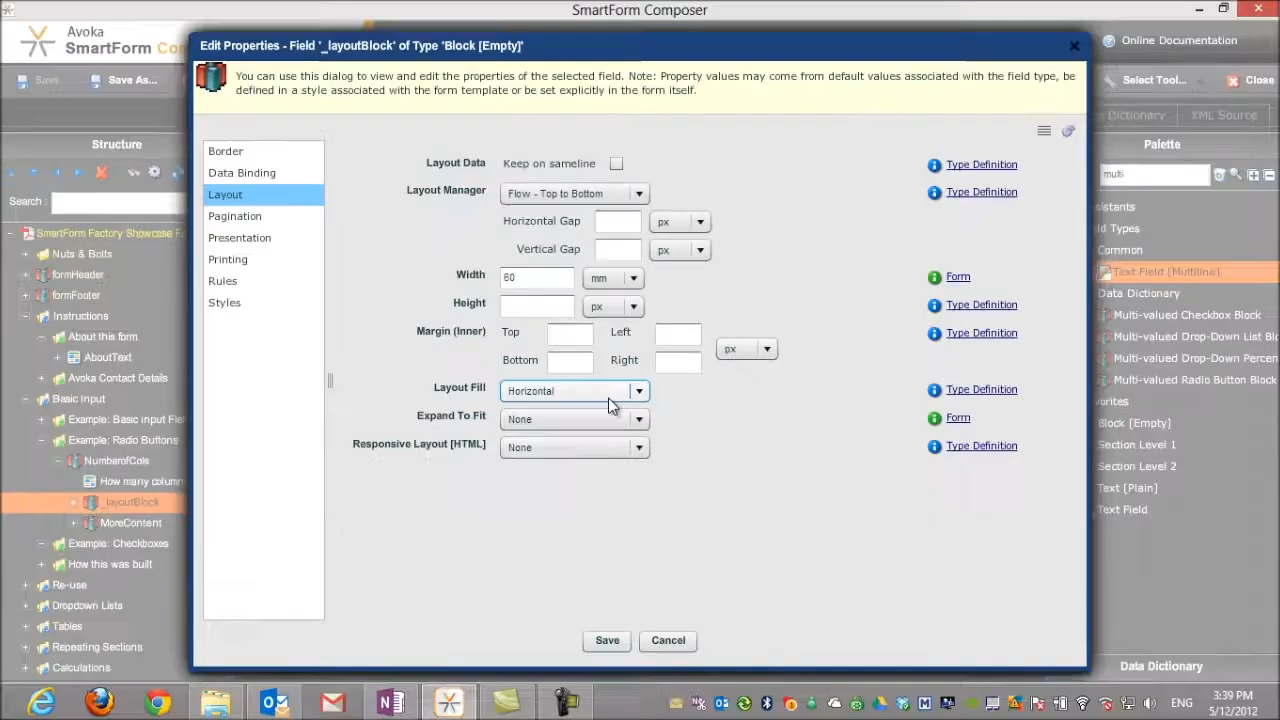 SmartForm Composer
Avoka
SmartForm Co
Online Documentation
Save
Save As...
Select Tool...
Close
Edit Properties - Field '_layoutBlock' of Type 'Block [Empty]'
You can use this dialog to view and edit the properties of the selected field. Note: Property values may come from default values associated with the field type, be
defined in a style associated with the form template or be set explicitly in the form itself.
Structure
Search :
SmartForm Factory Showcase F
Nuts & Bolts
formHeader
formFooter
Instructions
About this form
AboutText
Avoka Contact Details
Basic Input
Example: Basic input Fiel
Example: Radio Buttons
NumberofCols
How many column
_layoutBlock
MoreContent
Example: Checkboxes
How this was built
Re-use
Dropdown Lists
Tables
Repeating Sections
Calculations
Border
Data Binding
Layout
Pagination
Presentation
Printing
Rules
Styles
Layout Data Keep on sameline Type Definition
Layout Manager Flow - Top to Bottom Type Definition
Horizontal Gap px
Vertical Gap px
Width 60 mm Form
Height px Type Definition
Margin (Inner) Top Left px Type Definition
Bottom Right
Layout Fill Horizontal Type Definition
Expand To Fit None Form
Responsive Layout [HTML] None Type Definition
Save Cancel
Dictionary XML Source
Palette
multi
sistants
ld Types
Common
Text Field [Multiline]
Data Dictionary
Multi-valued Checkbox Block
Multi-valued Drop-Down List Bl
Multi-valued Drop-Down Percen
Multi-valued Radio Button Block
vorites
Block [Empty]
Section Level 1
Section Level 2
Text [Plain]
Text Field
Data Dictionary
ENG
3:39 PM
5/12/2012